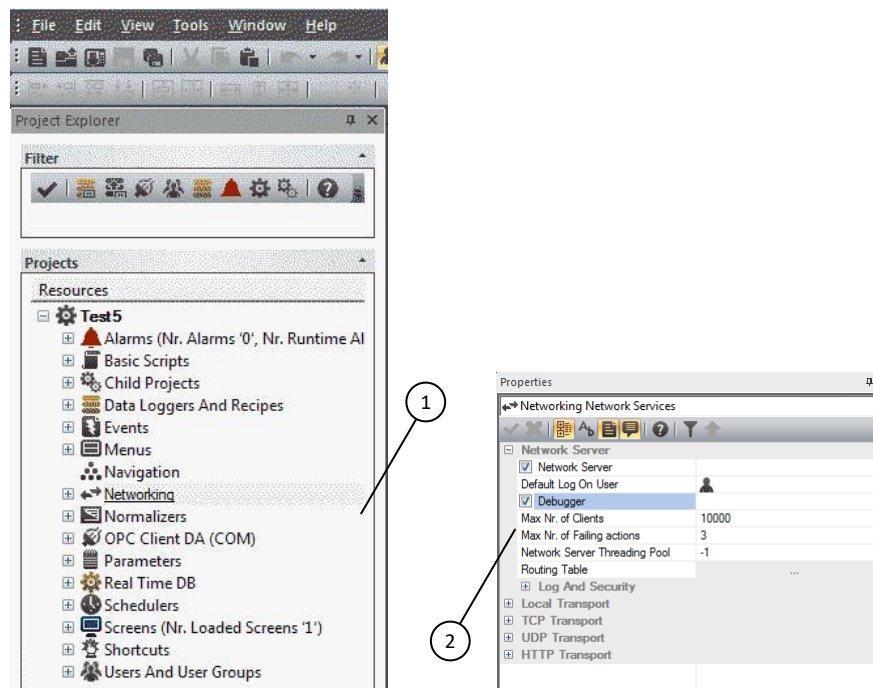 File Edit View Tools Window Help
Project Explorer
Filter
Projects
Resources
Test5
Alarms (Nr. Alarms '0', Nr. Runtime Al
Basic Scripts
Child Projects
Data Loggers And Recipes
Events
Menus
Navigation
Networking
Normalizers
OPC Client DA (COM)
Parameters
Real Time DB
Schedulers
Screens (Nr. Loaded Screens '1')
Shortcuts
Users And User Groups
1
2
Properties
Networking Network Services
Network Server
Network Server
Default Log On User
Debugger
Max Nr. of Clients 10000
Max Nr. of Failing actions 3
Network Server Threading Pool -1
Routing Table ...
Log And Security
Local Transport
TCP Transport
UDP Transport
HTTP Transport